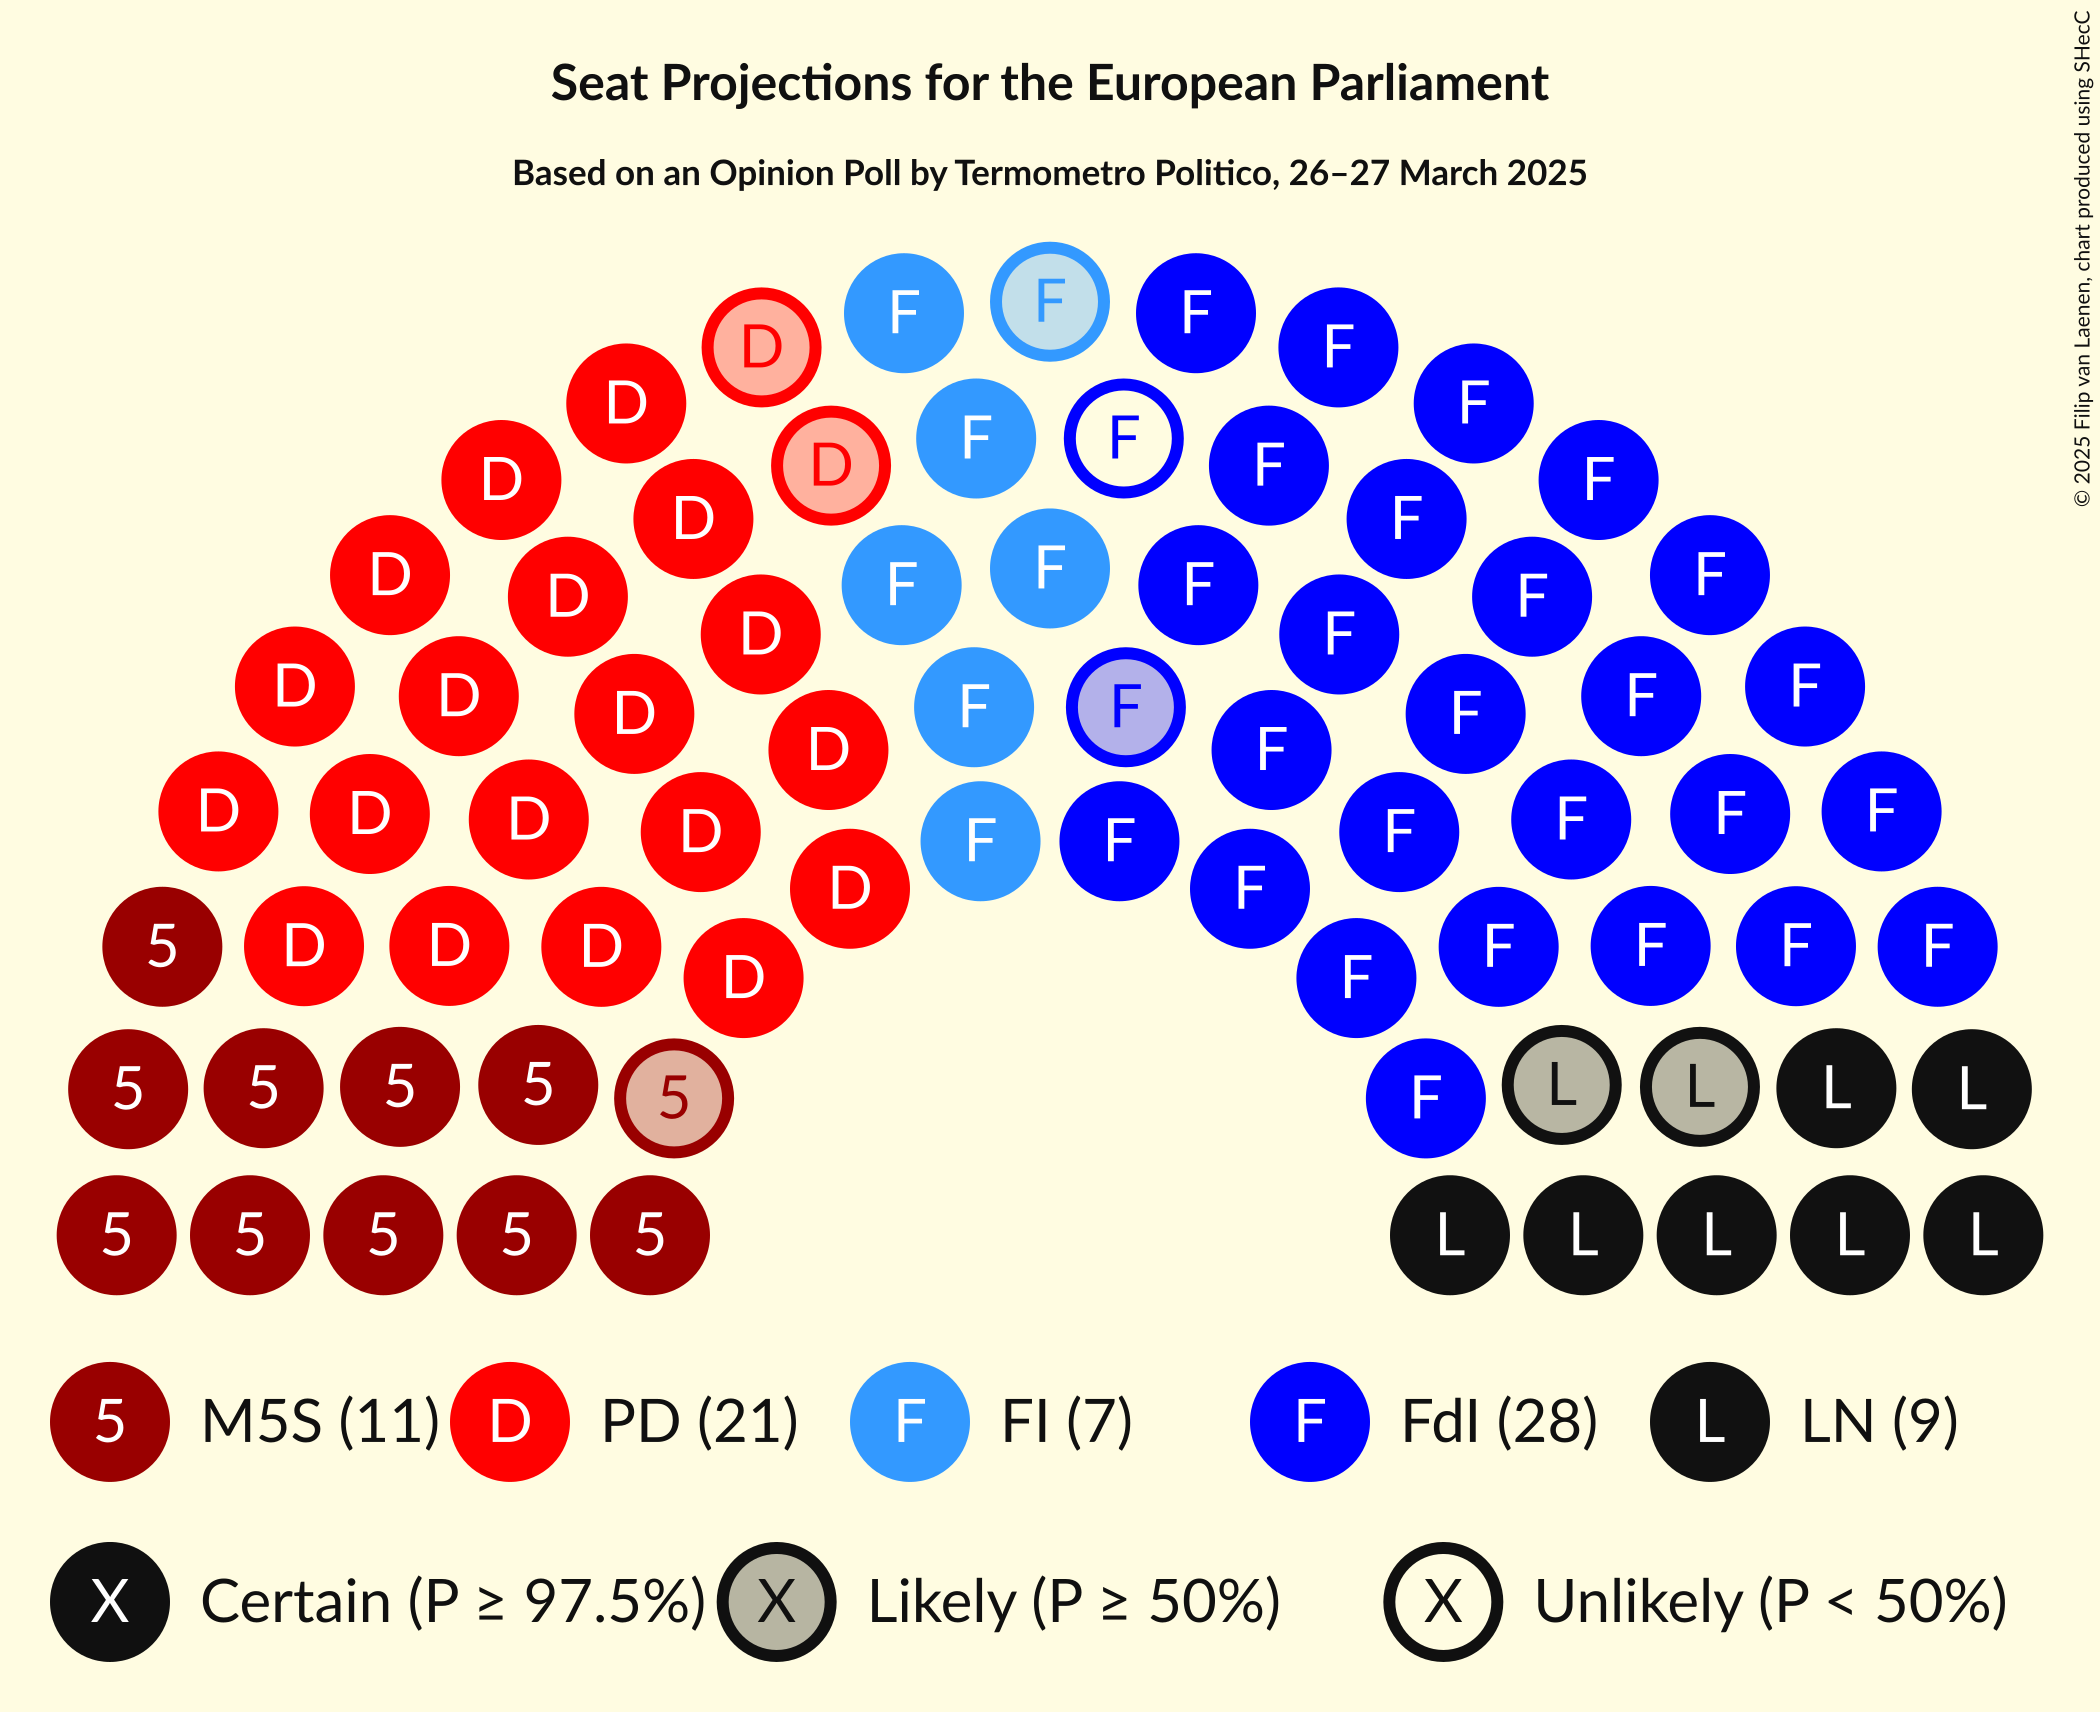 Seat Projections for the European Parliament
Based on an Opinion Poll by Termometro Politico, 26–27 March 2025
© 2025 Filip van Laenen, chart produced using SHecC
F
D F F
F
D F F
D F F
D D F F
D F F F
D D F F
D F F
D D F F
D F F
D F F
D D F F
D D F F
D D F F
D F
5 D D D F F F F
D F
5 5 5 5 L L L L
5 F
5 5 5 5 5 L L L L L
5 M5S (11) D PD (21) F FI (7) F FdI (28) L LN (9)
X Certain (P ≥ 97.5%) X Likely (P ≥ 50%) X Unlikely (P < 50%)